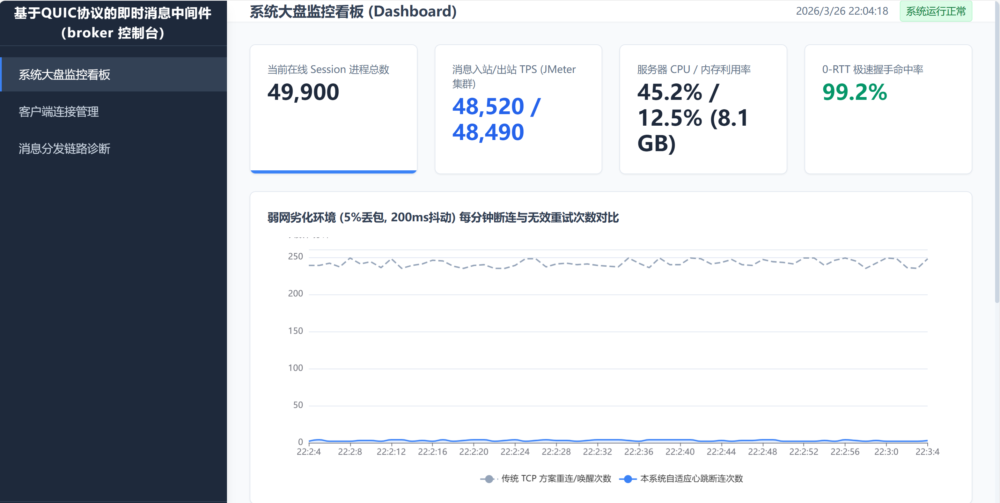 基于QUIC协议的即时消息中间件
(broker 控制台)
系统大盘监控看板
客户端连接管理
消息分发链路诊断
系统大盘监控看板 (Dashboard)
2026/3/26 22:04:18
系统运行正常
当前在线 Session 进程总数
49,900
消息入站/出站 TPS (JMeter
集群)
48,520 /
48,490
服务器 CPU / 内存利用率
45.2% /
12.5% (8.1
GB)
0-RTT 极速握手命中率
99.2%
弱网劣化环境 (5%丢包, 200ms抖动) 每分钟断连与无效重试次数对比
250
200
150
100
50
0
22:2:4 22:2:8 22:2:12 22:2:16 22:2:20 22:2:24 22:2:28 22:2:32 22:2:36 22:2:40 22:2:44 22:2:48 22:2:52 22:2:56 22:3:0 22:3:4
传统 TCP 方案重连/唤醒次数 本系统自适应心跳断连次数